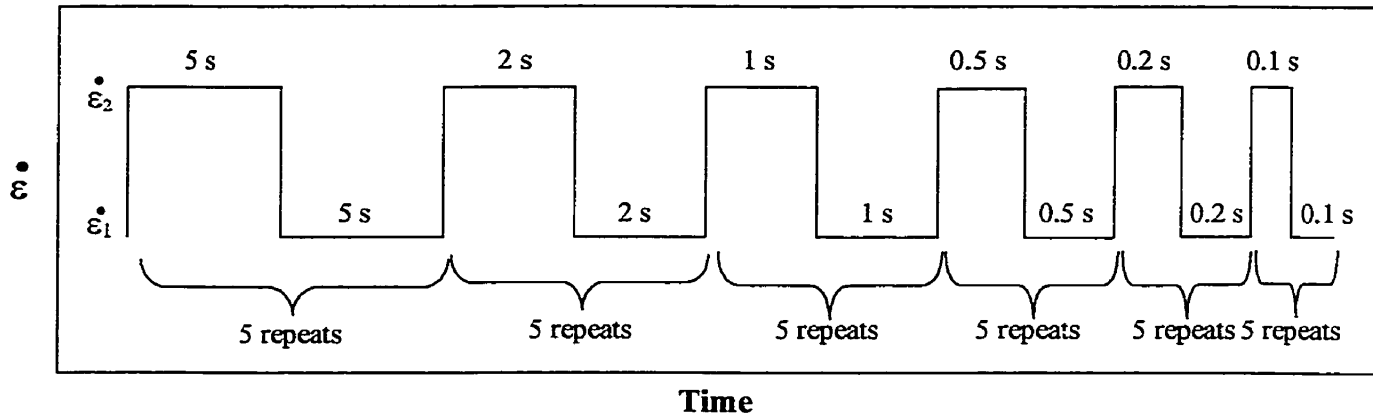 5 s 2 s 1 s 0.5 s 0.2 s 0.1 s
ε̇₂
ε̇
ε̇₁ 5 s 2 s 1 s 0.5 s 0.2 s 0.1 s
5 repeats 5 repeats 5 repeats 5 repeats 5 repeats 5 repeats
Time